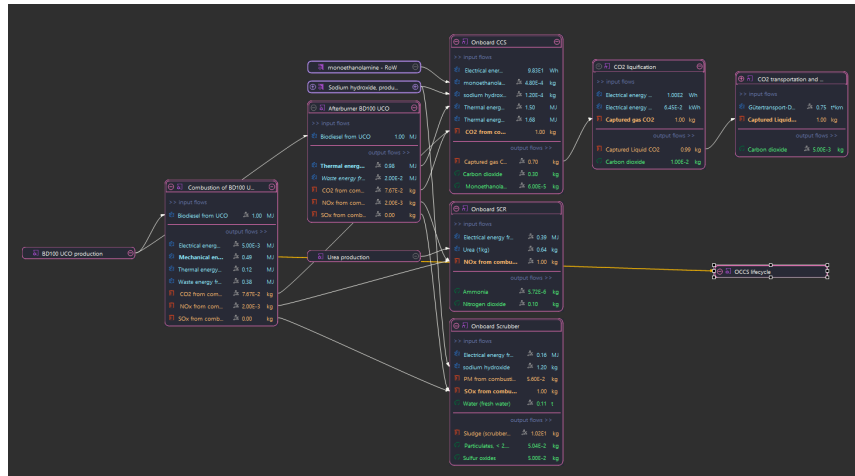 Onboard CCS
>> input flows
Electrical ener... 9.83E1 Wh
monoethanola... 4.80E-4 kg
sodium hydrox... 1.20E-4 kg
Thermal energ... 1.50 MJ
Thermal energ... 1.68 MJ
CO2 from co... 1.00 kg
output flows >>
Captured gas C... 0.70 kg
Carbon dioxide 0.30 kg
Monoethanola... 6.00E-5 kg
monoethanolamine - RoW
Sodium hydroxide, produ...
CO2 liquification
>> input flows
Electrical energy ... 1.00E2 Wh
Electrical energy ... 6.45E-2 kWh
Captured gas CO2 1.00 kg
output flows >>
Captured Liquid CO2 0.99 kg
Carbon dioxide 1.00E-2 kg
CO2 transportation and ...
>> input flows
Gütertransport-D... 0.75 t*km
Captured Liquid... 1.00 kg
output flows >>
Carbon dioxide 5.00E-3 kg
Afterburner BD100 UCO
>> input flows
Biodiesel from UCO 1.00 MJ
output flows >>
Thermal energ... 0.98 MJ
Waste energy fr... 2.00E-2 MJ
CO2 from com... 7.67E-2 kg
NOx from com... 2.00E-3 kg
SOx from comb... 0.00 kg
Combustion of BD100 U...
>> input flows
Biodiesel from UCO 1.00 MJ
output flows >>
Electrical energ... 5.00E-3 MJ
Mechanical en... 0.49 MJ
Thermal energy... 0.12 MJ
Waste energy fr... 0.38 MJ
CO2 from com... 7.67E-2 kg
NOx from com... 2.00E-3 kg
SOx from comb... 0.00 kg
BD100 UCO production
Urea production
Onboard SCR
>> input flows
Electrical energy fr... 0.39 MJ
Urea (1kg) 0.64 kg
NOx from combu... 1.00 kg
output flows >>
Ammonia 5.72E-6 kg
Nitrogen dioxide 0.10 kg
OCCS lifecycle
Onboard Scrubber
>> input flows
Electrical energy fr... 0.16 MJ
sodium hydroxide 1.20 kg
PM from combusti... 5.60E-2 kg
SOx from combu... 1.00 kg
Water (fresh water) 0.11 t
output flows >>
Sludge (scrubber... 1.02E1 kg
Particulates, < 2... 5.04E-2 kg
Sulfur oxides 5.00E-2 kg